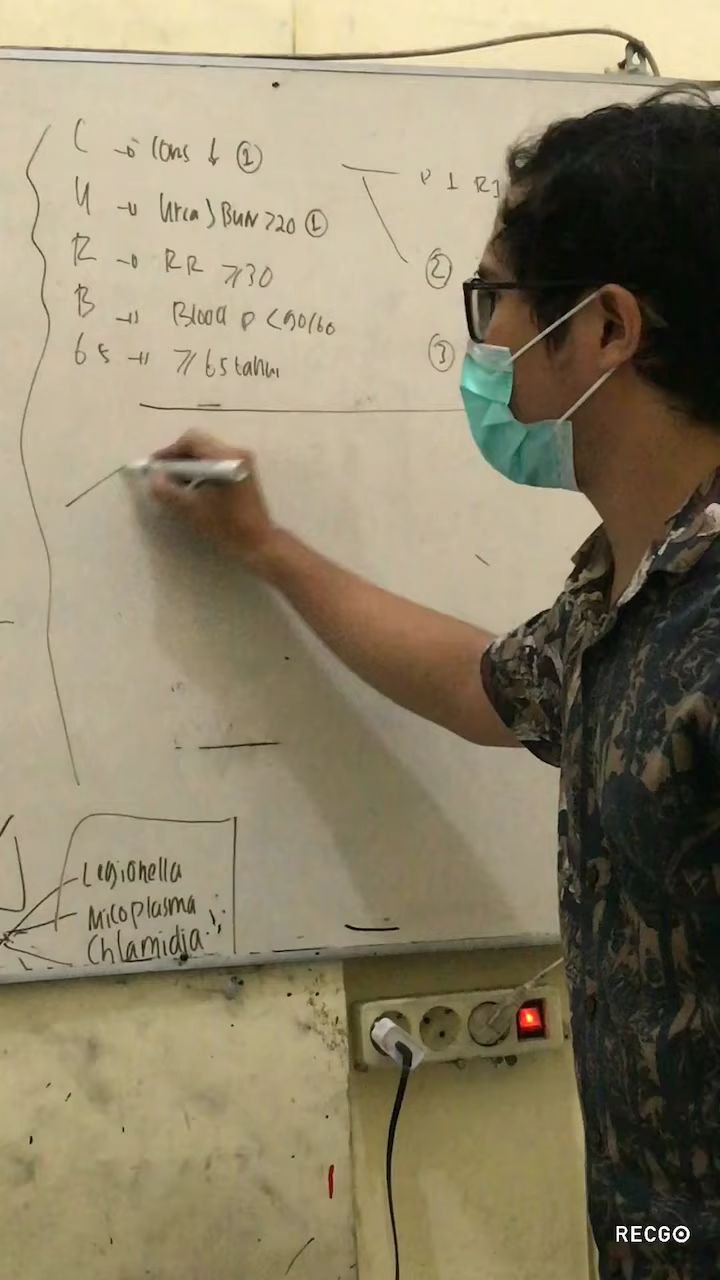 C → Cons ↓ ①
U → Urea / BUN > 20 ①
R → RR ≥ 30
B → Blood P < 90/60
65 → ≥ 65 tahun
②
③
Legionella
Micoplasma
Chlamidia
RECGO